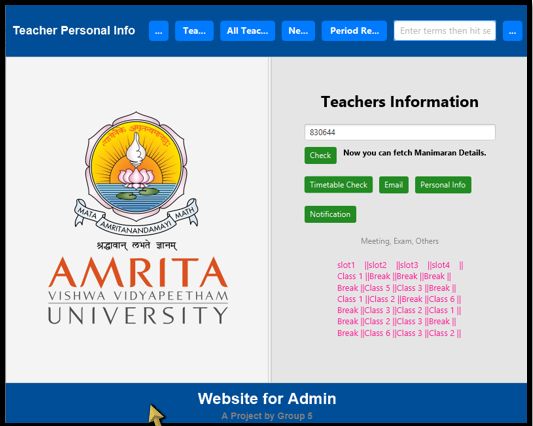 Teacher Personal Info
...
Tea...
All Teac...
Ne...
Period Re...
Enter terms then hit se
...
MATA AMRITANANDAMAYI MATH
श्रद्धावान् लभते ज्ञानम्
AMRITA
VISHWA VIDYAPEETHAM
UNIVERSITY
Teachers Information
830644
Check
Now you can fetch Manimaran Details.
Timetable Check
Email
Personal Info
Notification
Meeting, Exam, Others
slot1 ||slot2 ||slot3 ||slot4 ||
Class 1 ||Break ||Break ||Break ||
Break ||Class 5 ||Class 3 ||Break ||
Class 1 ||Class 2 ||Break ||Class 6 ||
Break ||Class 3 ||Class 2 ||Class 1 ||
Break ||Class 2 ||Class 3 ||Break ||
Break ||Class 6 ||Class 3 ||Class 2 ||
Website for Admin
A Project by Group 5